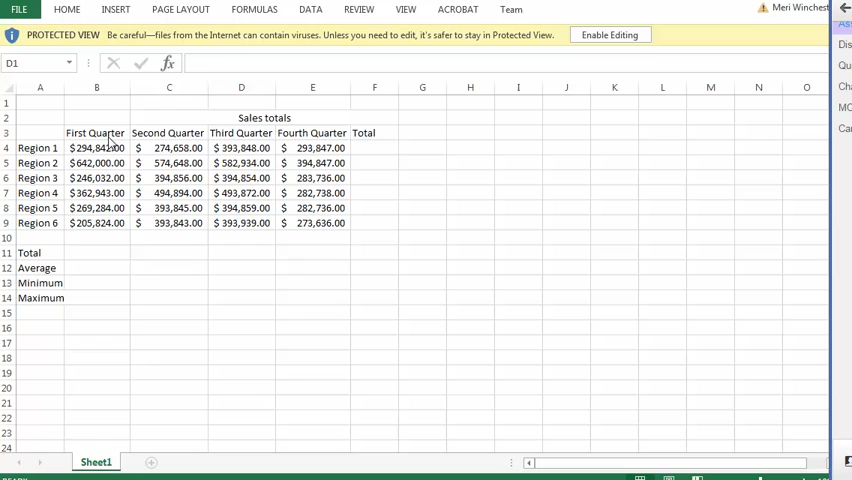 FILE HOME INSERT PAGE LAYOUT FORMULAS DATA REVIEW VIEW ACROBAT Team Meri Winchest
PROTECTED VIEW Be careful—files from the Internet can contain viruses. Unless you need to edit, it's safer to stay in Protected View. Enable Editing
D1 fx
A B C D E F G H I J K L M N O
1
2 Sales totals
3 First Quarter Second Quarter Third Quarter Fourth Quarter Total
4 Region 1 $294,842.00 $ 274,658.00 $ 393,848.00 $ 293,847.00
5 Region 2 $642,000.00 $ 574,648.00 $ 582,934.00 $ 394,847.00
6 Region 3 $246,032.00 $ 394,856.00 $ 394,854.00 $ 283,736.00
7 Region 4 $362,943.00 $ 494,894.00 $ 493,872.00 $ 282,738.00
8 Region 5 $269,284.00 $ 393,845.00 $ 394,859.00 $ 282,736.00
9 Region 6 $205,824.00 $ 393,843.00 $ 393,939.00 $ 273,636.00
10
11 Total
12 Average
13 Minimum
14 Maximum
15
16
17
18
19
20
21
22
23
24
Sheet1
As
Dis
Qu
Cha
MO
Car